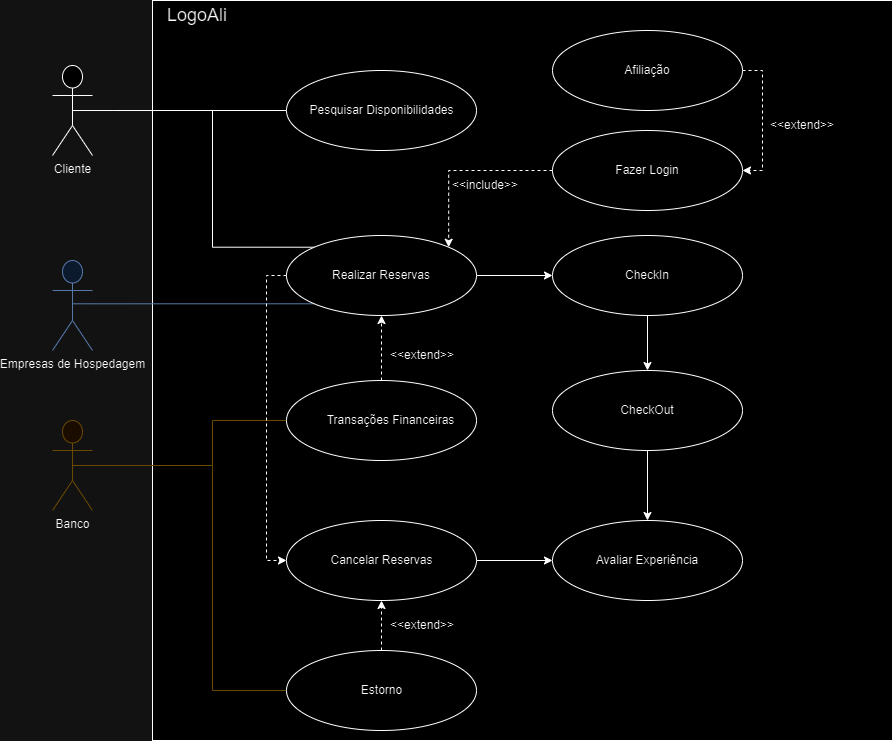 LogoAli
Afiliação
Pesquisar Disponibilidades
<<extend>>
Cliente
Fazer Login
<<include>>
Realizar Reservas
CheckIn
<<extend>>
Empresas de Hospedagem
CheckOut
Transações Financeiras
Banco
Cancelar Reservas
Avaliar Experiência
<<extend>>
Estorno